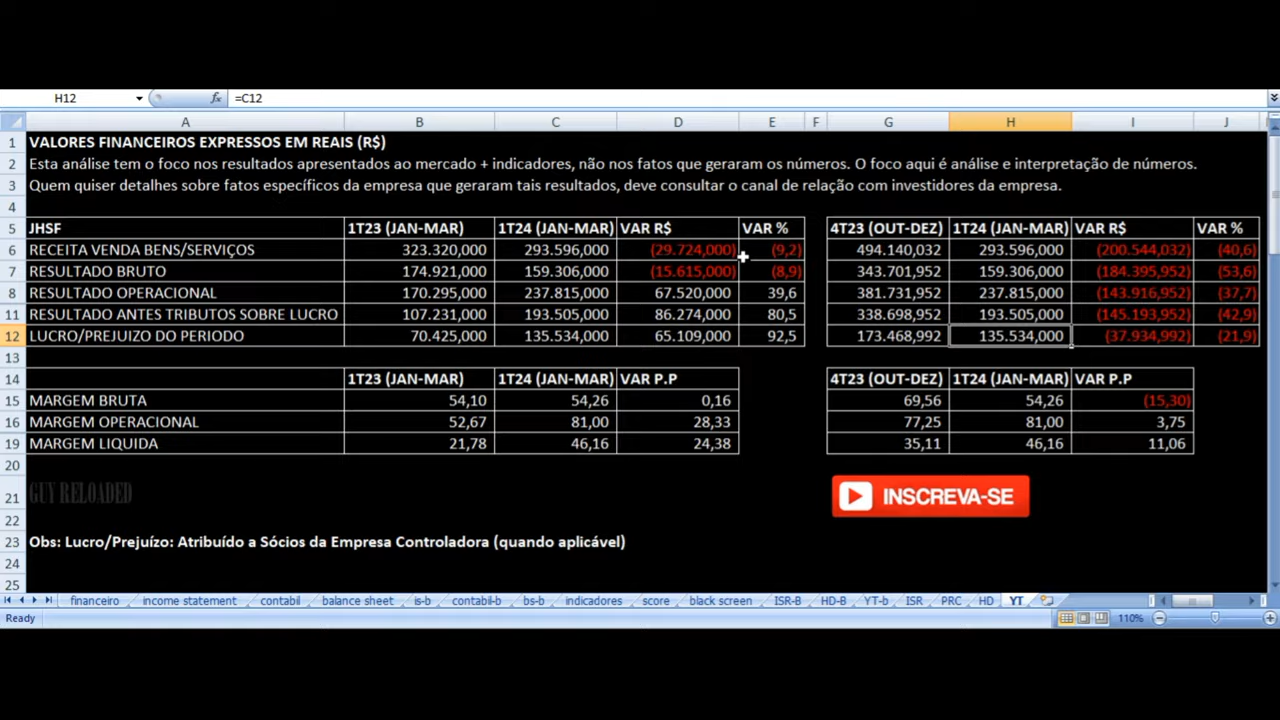 H12 fx =C12
A B C D E F G H I J
1 VALORES FINANCEIROS EXPRESSOS EM REAIS (R$)
2 Esta análise tem o foco nos resultados apresentados ao mercado + indicadores, não nos fatos que geraram os números. O foco aqui é análise e interpretação de números.
3 Quem quiser detalhes sobre fatos específicos da empresa que geraram tais resultados, deve consultar o canal de relação com investidores da empresa.
4
5 JHSF 1T23 (JAN-MAR) 1T24 (JAN-MAR) VAR R$ VAR % 4T23 (OUT-DEZ) 1T24 (JAN-MAR) VAR R$ VAR %
6 RECEITA VENDA BENS/SERVIÇOS 323.320,000 293.596,000 (29.724,000) (9,2) 494.140,032 293.596,000 (200.544,032) (40,6)
7 RESULTADO BRUTO 174.921,000 159.306,000 (15.615,000) (8,9) 343.701,952 159.306,000 (184.395,952) (53,6)
8 RESULTADO OPERACIONAL 170.295,000 237.815,000 67.520,000 39,6 381.731,952 237.815,000 (143.916,952) (37,7)
11 RESULTADO ANTES TRIBUTOS SOBRE LUCRO 107.231,000 193.505,000 86.274,000 80,5 338.698,952 193.505,000 (145.193,952) (42,9)
12 LUCRO/PREJUIZO DO PERIODO 70.425,000 135.534,000 65.109,000 92,5 173.468,992 135.534,000 (37.934,992) (21,9)
13
14 1T23 (JAN-MAR) 1T24 (JAN-MAR) VAR P.P 4T23 (OUT-DEZ) 1T24 (JAN-MAR) VAR P.P
15 MARGEM BRUTA 54,10 54,26 0,16 69,56 54,26 (15,30)
16 MARGEM OPERACIONAL 52,67 81,00 28,33 77,25 81,00 3,75
19 MARGEM LIQUIDA 21,78 46,16 24,38 35,11 46,16 11,06
20
21 GUY RELOADED INSCREVA-SE
22
23 Obs: Lucro/Prejuízo: Atribuído a Sócios da Empresa Controladora (quando aplicável)
24
25
financeiro income statement contabil balance sheet is-b contabil-b bs-b indicadores score black screen ISR-B HD-B YT-b ISR PRC HD YT
Ready 110%